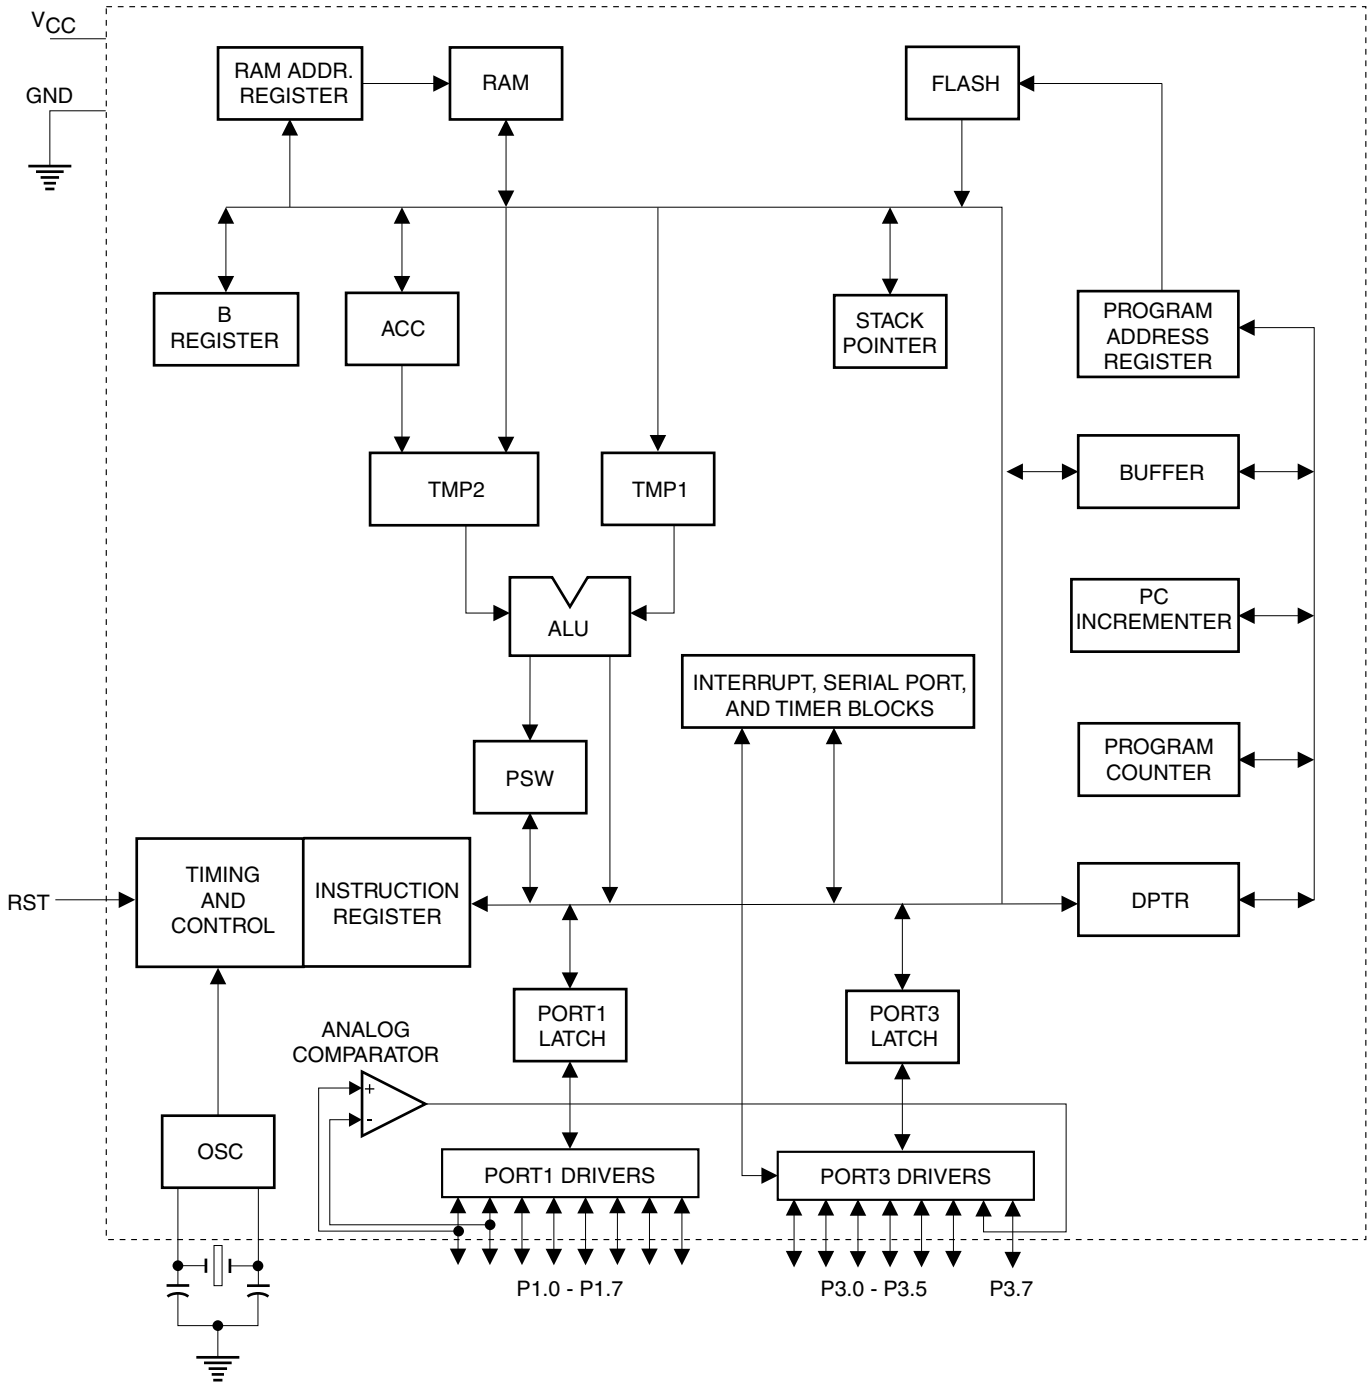 VCC
GND
RAM ADDR.
REGISTER
RAM
FLASH
B
REGISTER
ACC
STACK
POINTER
PROGRAM
ADDRESS
REGISTER
TMP2
TMP1
BUFFER
ALU
PC
INCREMENTER
INTERRUPT, SERIAL PORT,
AND TIMER BLOCKS
PSW
PROGRAM
COUNTER
RST
TIMING
AND
CONTROL
INSTRUCTION
REGISTER
DPTR
PORT1
LATCH
PORT3
LATCH
ANALOG
COMPARATOR
+
-
OSC
PORT1 DRIVERS
PORT3 DRIVERS
P1.0 - P1.7
P3.0 - P3.5
P3.7